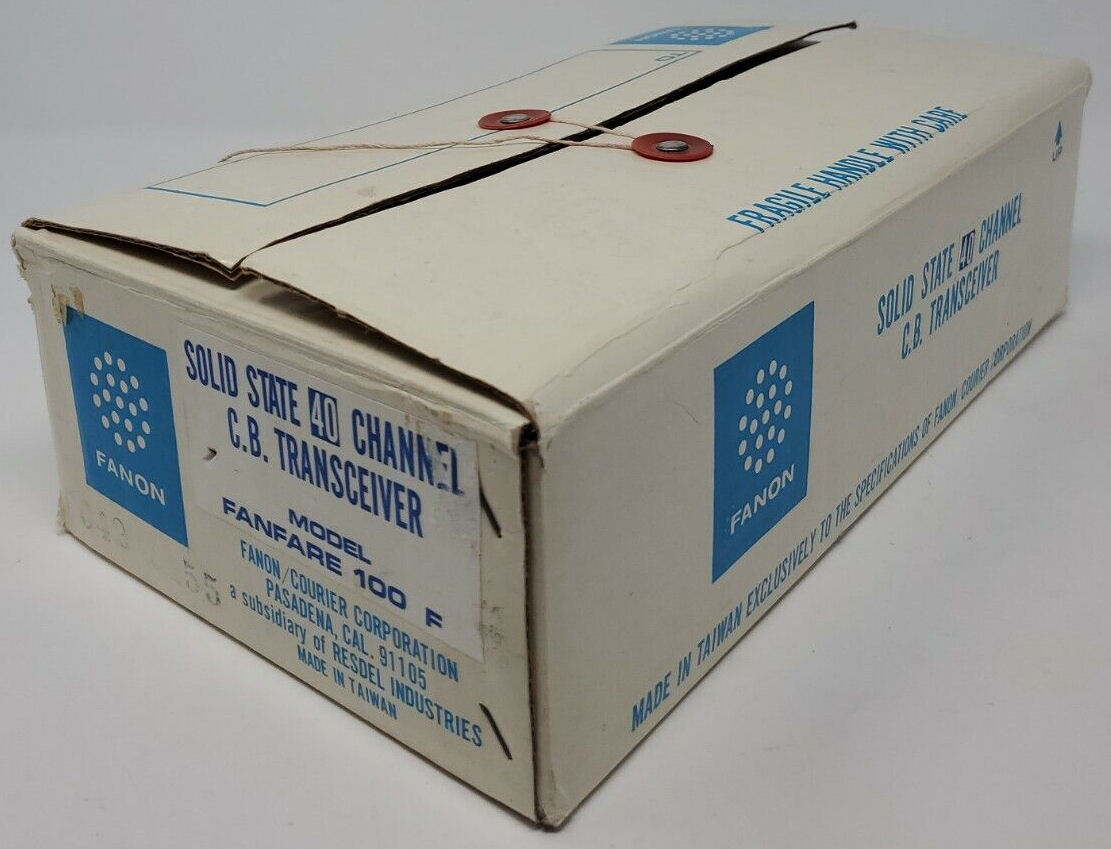 TO
FRAGILE HANDLE WITH CARE
UP
SOLID STATE 40 CHANNEL
C.B. TRANSCEIVER
FANON
MADE IN TAIWAN EXCLUSIVELY TO THE SPECIFICATIONS OF FANON COURIER CORPORATION
FANON
SOLID STATE 40 CHANNEL
C.B. TRANSCEIVER
MODEL
FANFARE 100 F
FANON/COURIER CORPORATION
PASADENA, CAL. 91105
a subsidiary of RESDEL INDUSTRIES
MADE IN TAIWAN
55